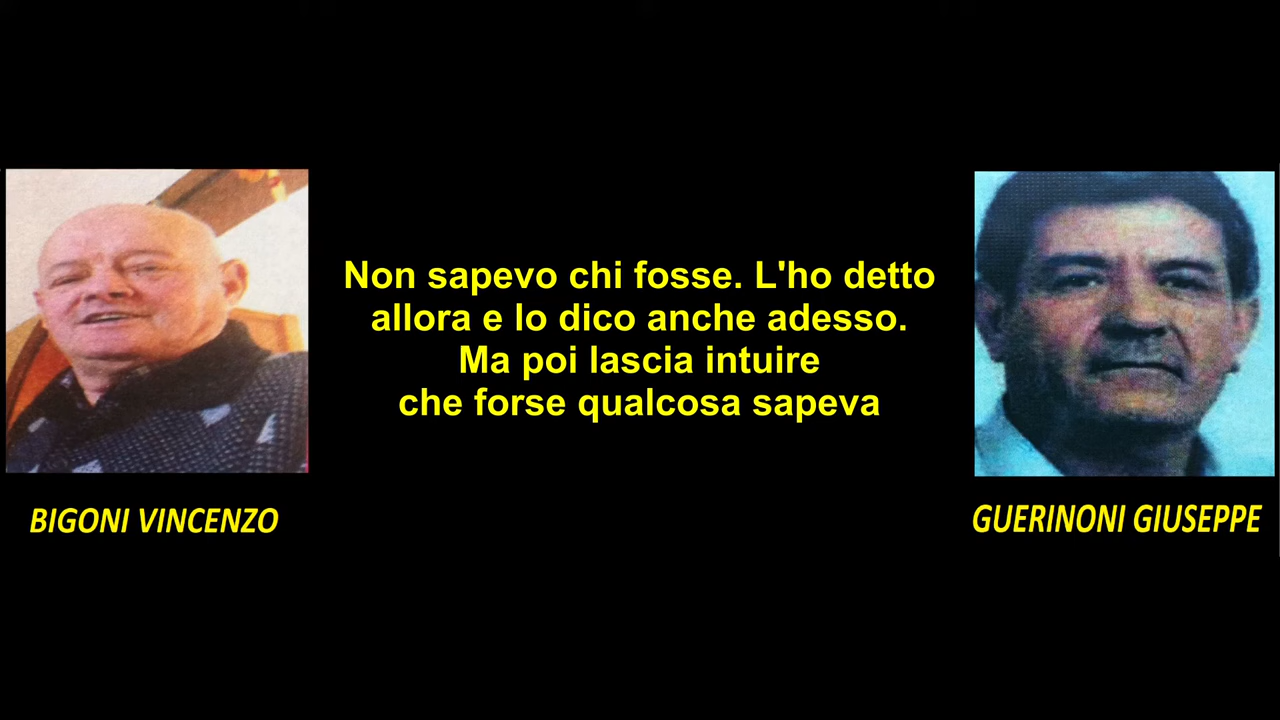 Non sapevo chi fosse. L'ho detto
allora e lo dico anche adesso.
Ma poi lascia intuire
che forse qualcosa sapeva
BIGONI VINCENZO
GUERINONI GIUSEPPE